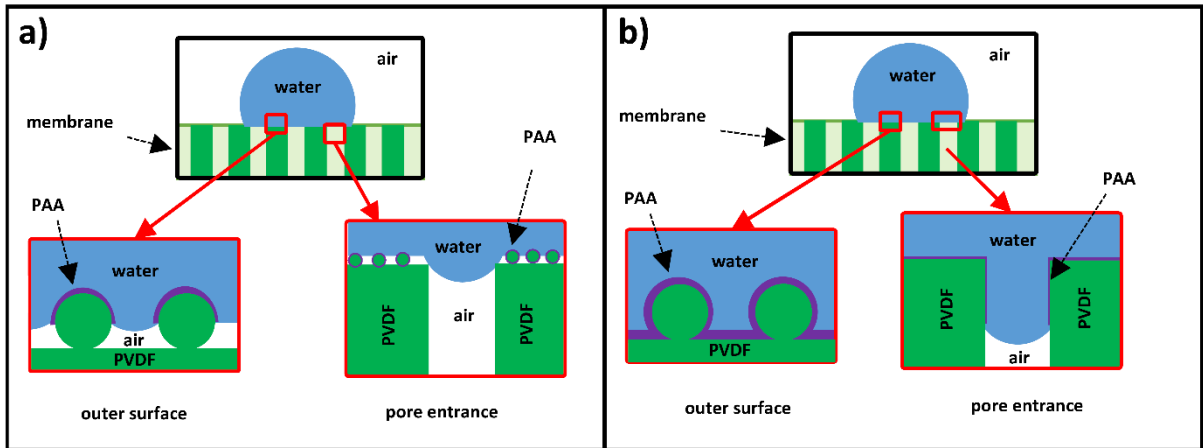 a)
air
water
membrane
PAA
PAA
water
air
PVDF
water
PVDF
air
PVDF
outer surface
pore entrance
b)
air
water
membrane
PAA
PAA
water
PVDF
water
PVDF
PVDF
air
outer surface
pore entrance